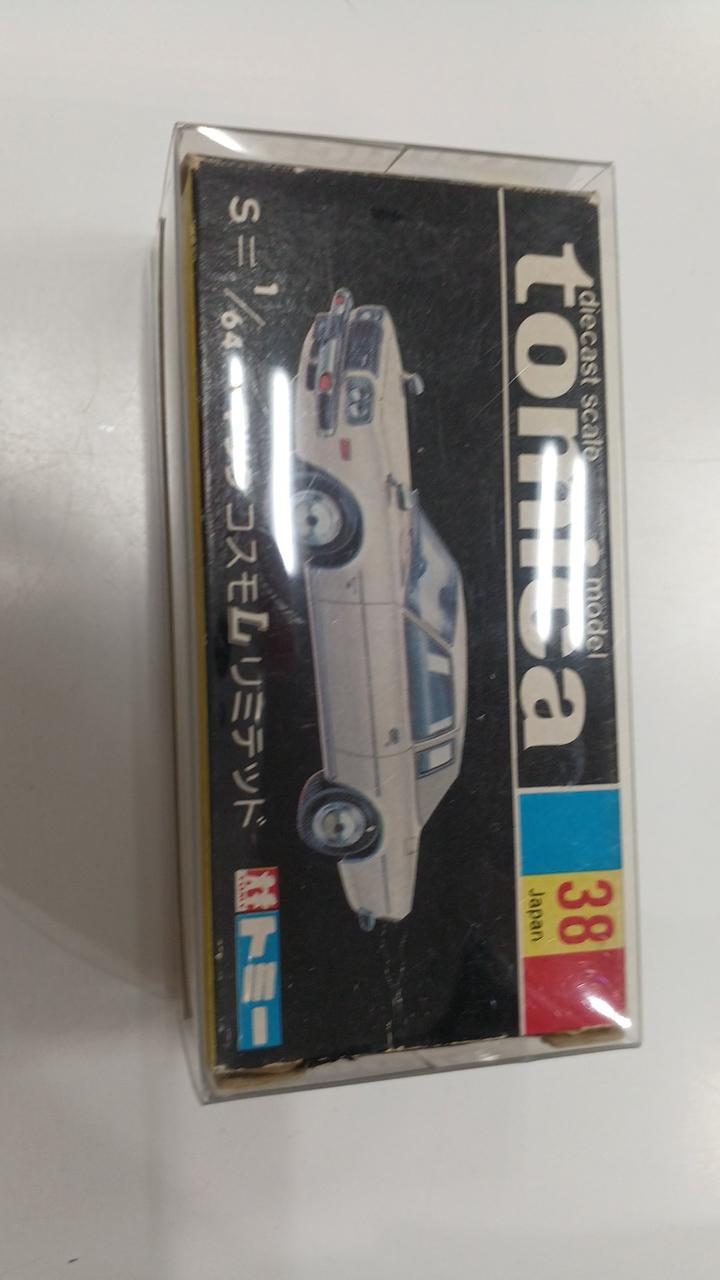 diecast scale model
tomica
38
Japan
S=1/64 コスモLリミテッド
トミー